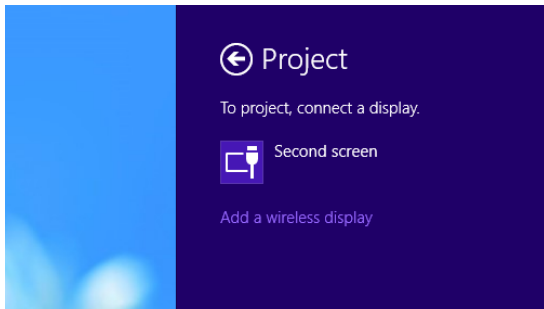 Project
To project, connect a display.
Second screen
Add a wireless display